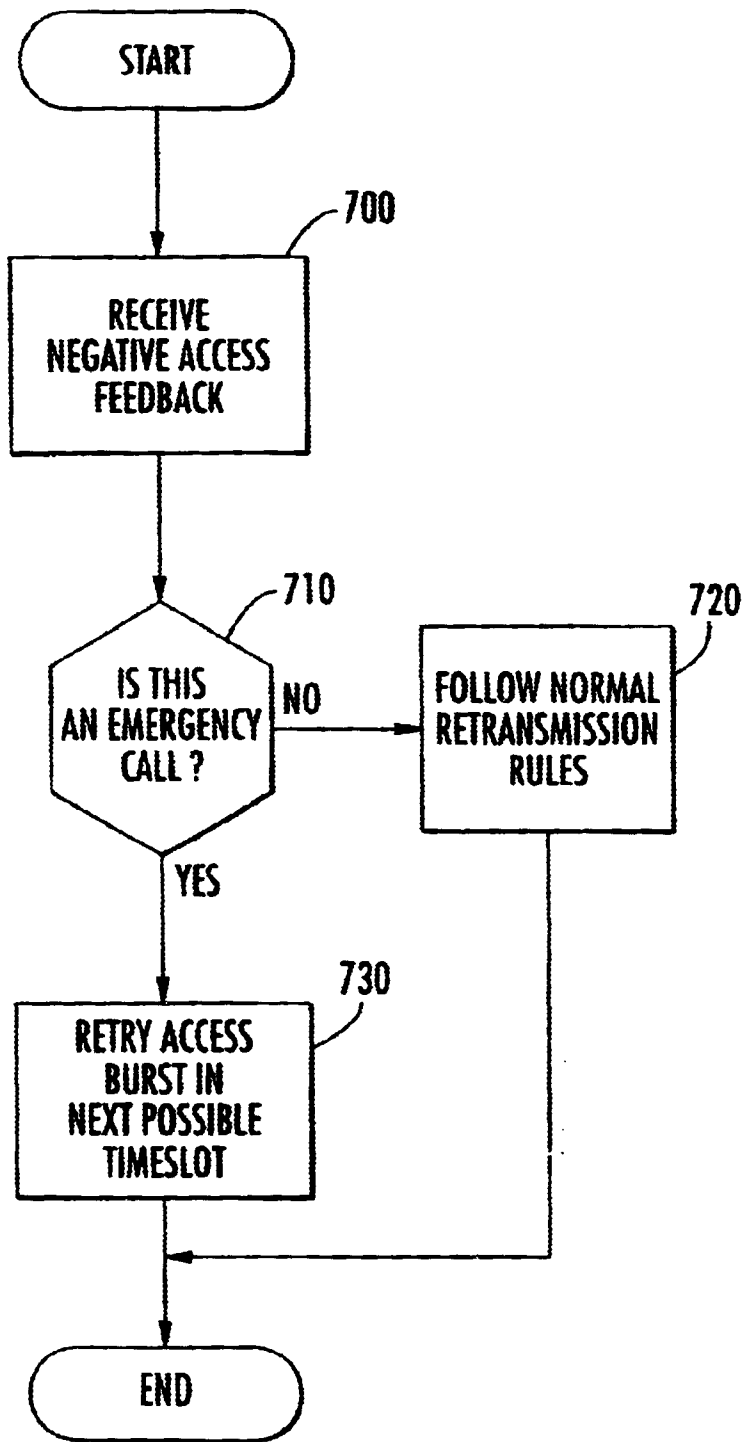 START
700
RECEIVE
NEGATIVE ACCESS
FEEDBACK
710
IS THIS
AN EMERGENCY
CALL ?
NO
720
FOLLOW NORMAL
RETRANSMISSION
RULES
YES
730
RETRY ACCESS
BURST IN
NEXT POSSIBLE
TIMESLOT
END